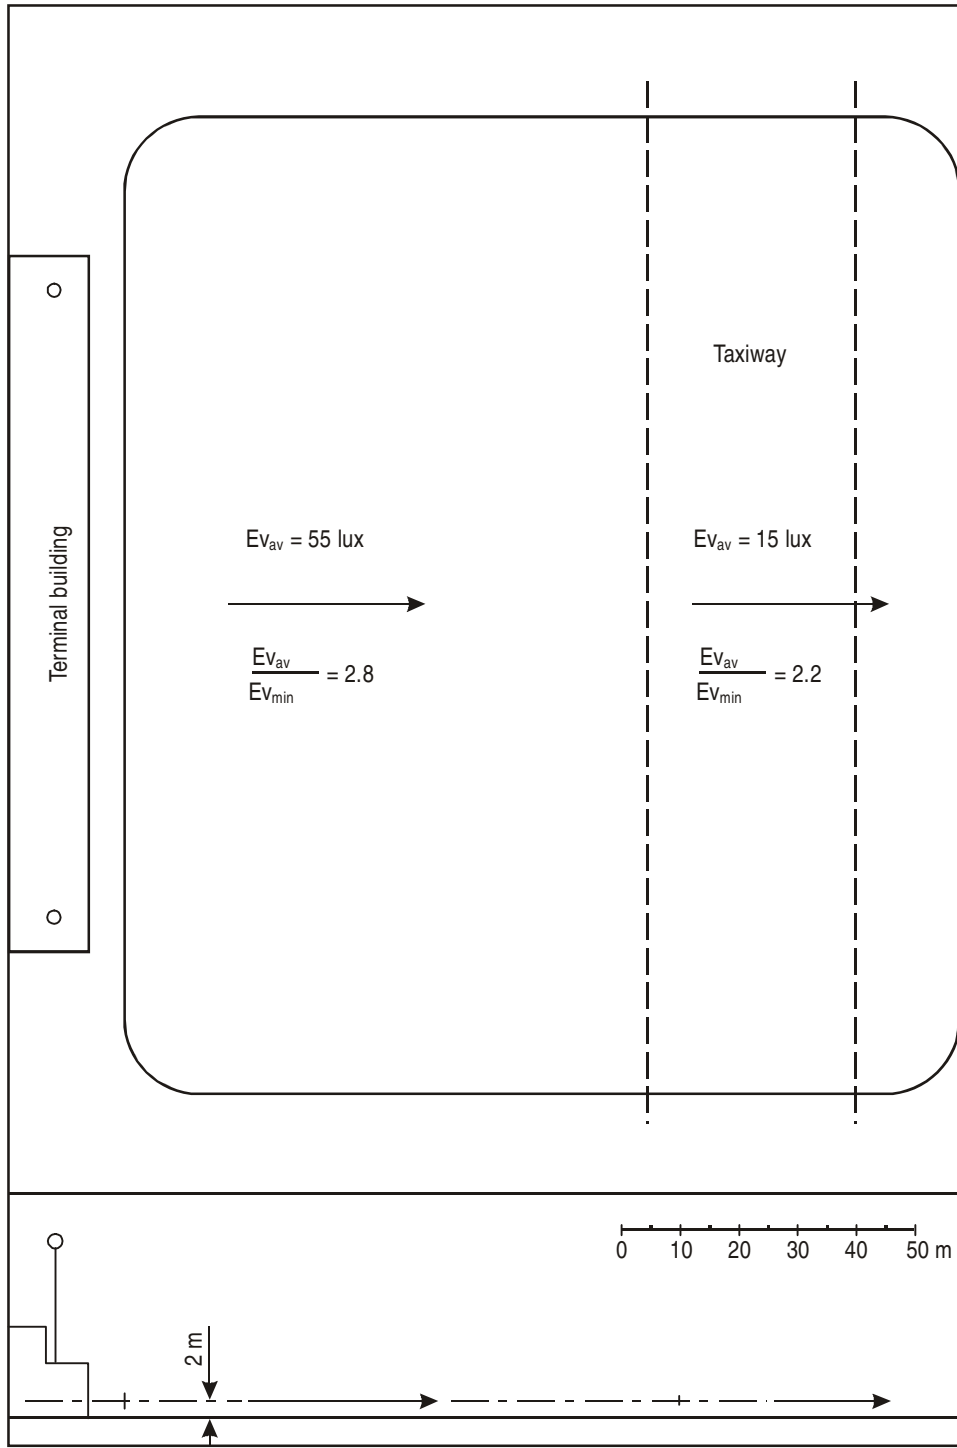 Taxiway
Terminal building
Ev_av = 55 lux
Ev_av = 15 lux
Ev_av
Ev_min
= 2.8
Ev_av
Ev_min
= 2.2
0 10 20 30 40 50 m
2 m